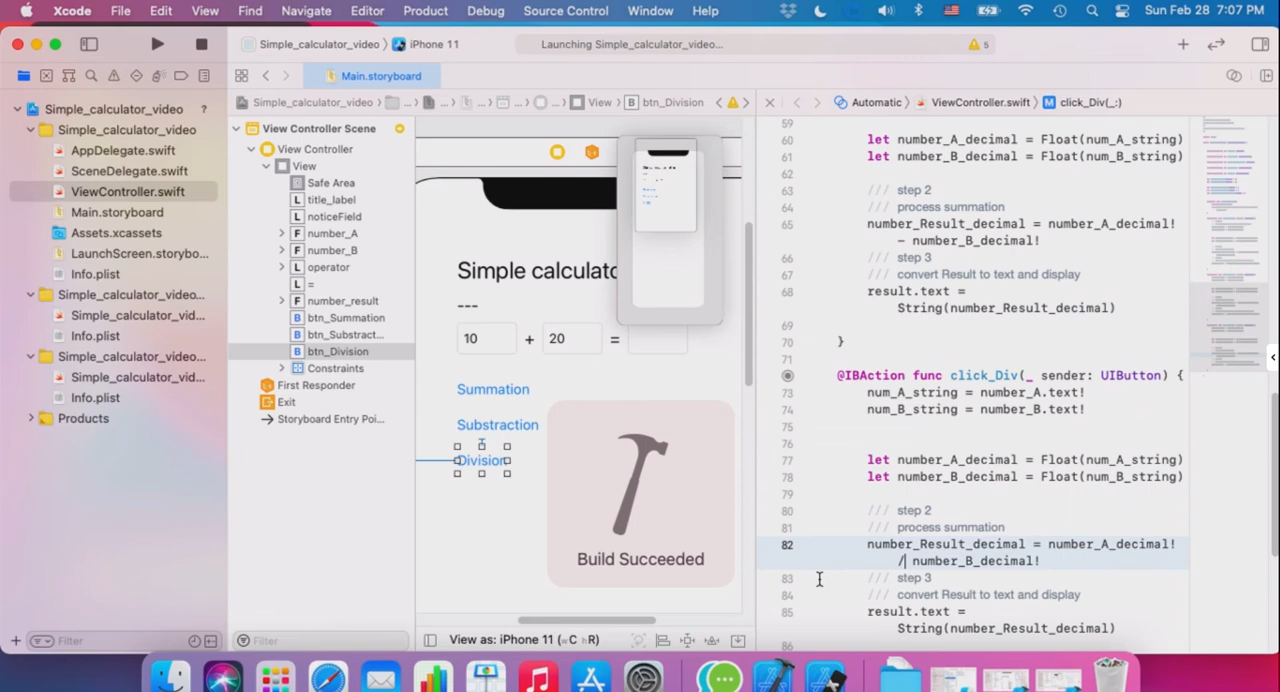 Xcode File Edit View Find Navigate Editor Product Debug Source Control Window Help Sun Feb 28 7:07 PM
Simple_calculator_video iPhone 11 Launching Simple_calculator_video... 5
Main.storyboard
Simple_calculator_video ... ... ... ... ... View B btn_Division
Automatic ViewController.swift M click_Div(_:)
Simple_calculator_video ?
Simple_calculator_video
AppDelegate.swift
SceneDelegate.swift
ViewController.swift
Main.storyboard
Assets.xcassets
LaunchScreen.storybo...
Info.plist
Simple_calculator_video...
Simple_calculator_vid...
Info.plist
Simple_calculator_video...
Simple_calculator_vid...
Info.plist
Products
Filter
View Controller Scene
View Controller
View
Safe Area
L title_label
L noticeField
F number_A
F number_B
L operator
L =
F number_result
B btn_Summation
B btn_Substract...
B btn_Division
Constraints
First Responder
Exit
Storyboard Entry Poi...
Filter
Simple calculato
---
10 + 20 =
Summation
Substraction
Division
Build Succeeded
View as: iPhone 11 (wC hR)
59
60 let number_A_decimal = Float(num_A_string)
61 let number_B_decimal = Float(num_B_string)
62
63 /// step 2
64 /// process summation
65 number_Result_decimal = number_A_decimal!
- number_B_decimal!
66 /// step 3
67 /// convert Result to text and display
68 result.text =
String(number_Result_decimal)
69
70 }
71
@IBAction func click_Div(_ sender: UIButton) {
73 num_A_string = number_A.text!
74 num_B_string = number_B.text!
75
76
77 let number_A_decimal = Float(num_A_string)
78 let number_B_decimal = Float(num_B_string)
79
80 /// step 2
81 /// process summation
82 number_Result_decimal = number_A_decimal!
/ number_B_decimal!
83 /// step 3
84 /// convert Result to text and display
85 result.text =
String(number_Result_decimal)
86